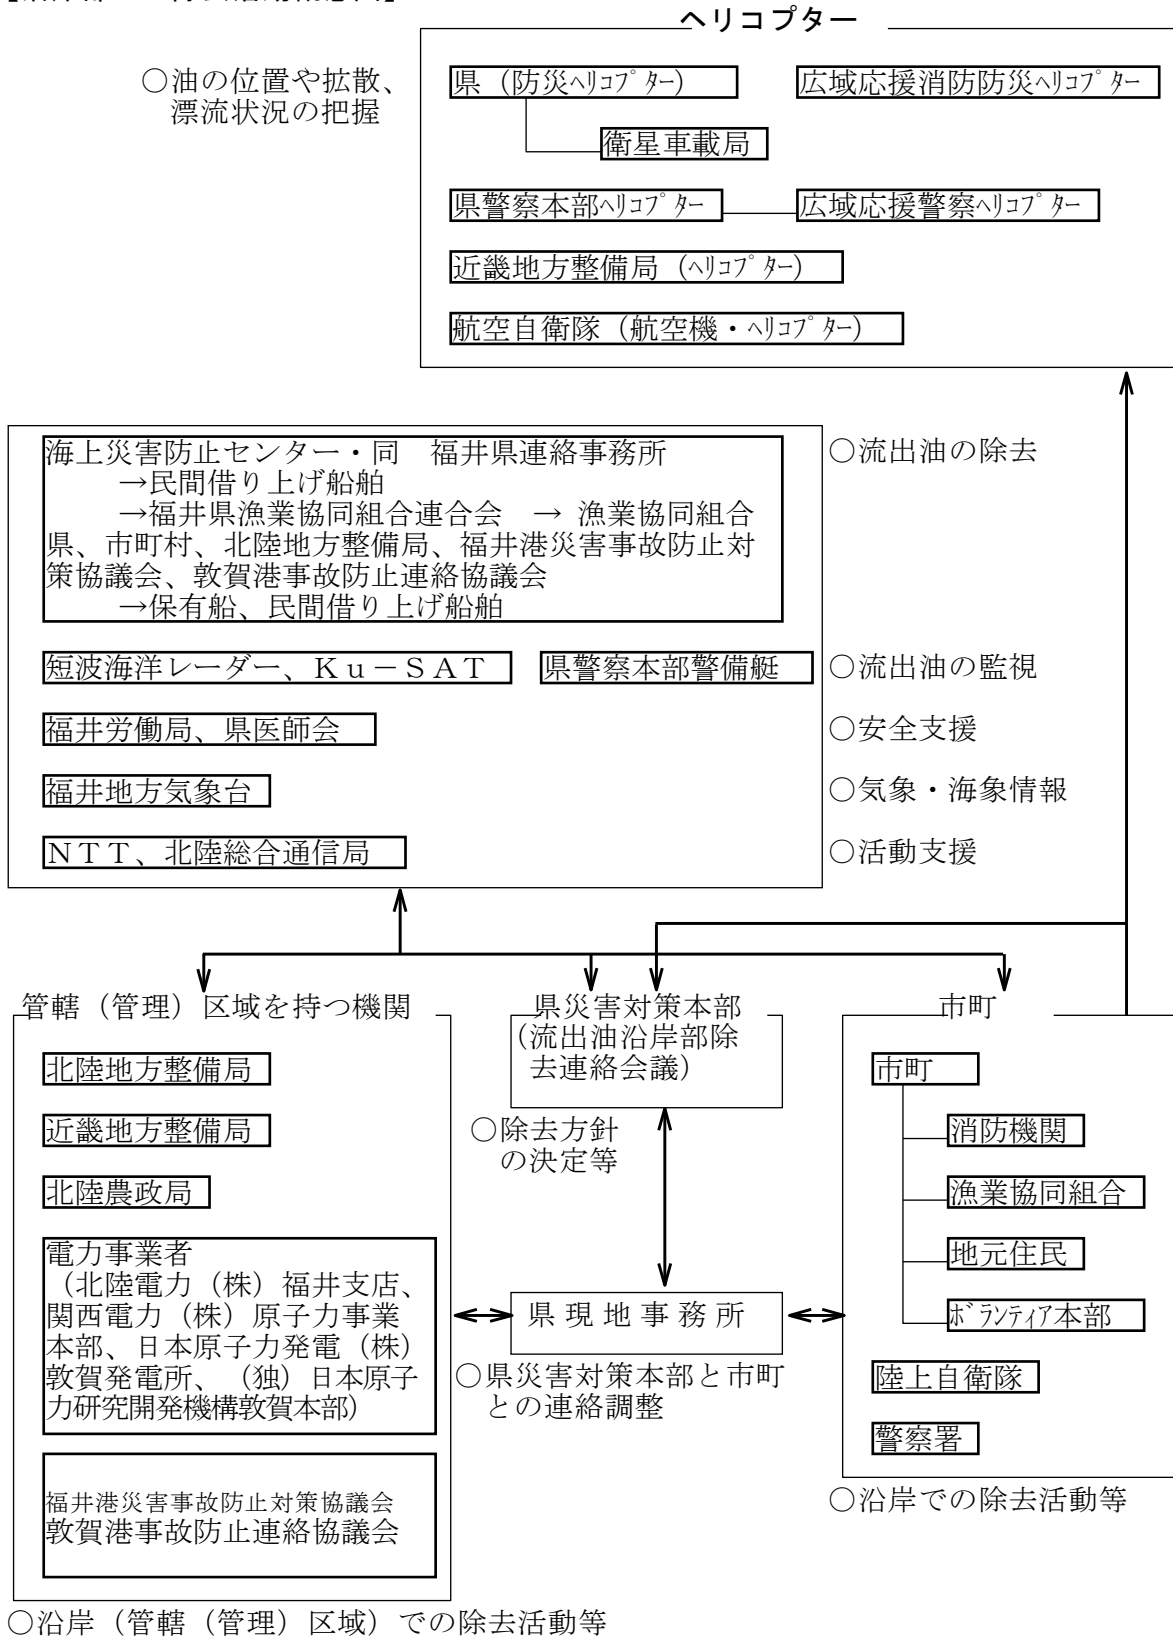 ヘリコプター
○油の位置や拡散、
漂流状況の把握
県（防災ﾍﾘｺﾌﾟﾀｰ）
広域応援消防防災ﾍﾘｺﾌﾟﾀｰ
衛星車載局
県警察本部ﾍﾘｺﾌﾟﾀｰ
広域応援警察ﾍﾘｺﾌﾟﾀｰ
近畿地方整備局（ﾍﾘｺﾌﾟﾀｰ）
航空自衛隊（航空機・ﾍﾘｺﾌﾟﾀｰ）
海上災害防止センター・同　福井県連絡事務所
→民間借り上げ船舶
→福井県漁業協同組合連合会　→ 漁業協同組合
県、市町村、北陸地方整備局、福井港災害事故防止対
策協議会、敦賀港事故防止連絡協議会
→保有船、民間借り上げ船舶
○流出油の除去
短波海洋レーダー、Ｋｕ－ＳＡＴ
県警察本部警備艇
○流出油の監視
福井労働局、県医師会
○安全支援
福井地方気象台
○気象・海象情報
ＮＴＴ、北陸総合通信局
○活動支援
管轄（管理）区域を持つ機関
北陸地方整備局
近畿地方整備局
北陸農政局
電力事業者
（北陸電力（株）福井支店、
関西電力（株）原子力事業
本部、日本原子力発電（株）
敦賀発電所、（独）日本原子
力研究開発機構敦賀本部）
福井港災害事故防止対策協議会
敦賀港事故防止連絡協議会
○沿岸（管轄（管理）区域）での除去活動等
県災害対策本部
（流出油沿岸部除
去連絡会議）
○除去方針
の決定等
県現地事務所
○県災害対策本部と市町
との連絡調整
市町
市町
消防機関
漁業協同組合
地元住民
ﾎﾞﾗﾝﾃｨｱ本部
陸上自衛隊
警察署
○沿岸での除去活動等